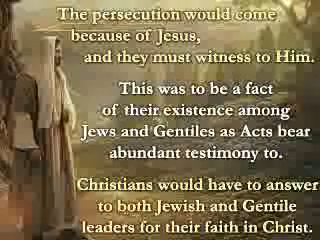 The persecution would come
because of Jesus,
and they must witness to Him.
This was to be a fact
of their existence among
Jews and Gentiles as Acts bear
abundant testimony to.
Christians would have to answer
to both Jewish and Gentile
leaders for their faith in Christ.